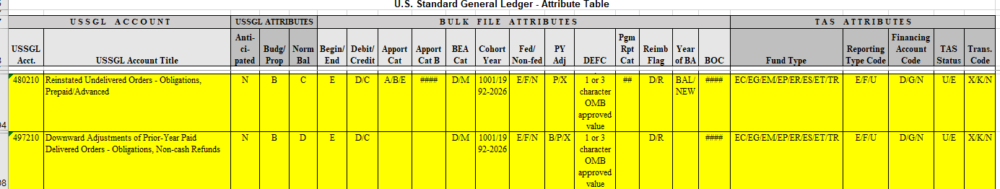 U.S. Standard General Ledger - Attribute Table
USSGL ACCOUNT USSGL ATTRIBUTES BULK FILE ATTRIBUTES TAS ATTRIBUTES
USSGL Acct. USSGL Account Title Anti-ci-pated Budg/Prop Norm Bal Begin/End Debit/Credit Apport Cat Apport Cat B BEA Cat Cohort Year Fed/Non-fed PY Adj DEFC Pgm Rpt Cat Reimb Flag Year of BA BOC Fund Type Reporting Type Code Financing Account Code TAS Status Trans. Code
480210 Reinstated Undelivered Orders - Obligations, N B C E D/C A/B/E #### D/M 1001/19 E/F/N P/X 1 or 3 ## D/R BAL/ #### EC/EG/EM/EP/ER/ES/ET/TR E/F/U D/G/N U/E X/K/N
Prepaid/Advanced 92-2026 character NEW
OMB
approved
94 value
497210 Downward Adjustments of Prior-Year Paid N B D E D/C D/M 1001/19 E/F/N B/P/X 1 or 3 D/R #### EC/EG/EM/EP/ER/ES/ET/TR E/F/U D/G/N U/E X/K/N
Delivered Orders - Obligations, Non-cash Refunds 92-2026 character
OMB
approved
value